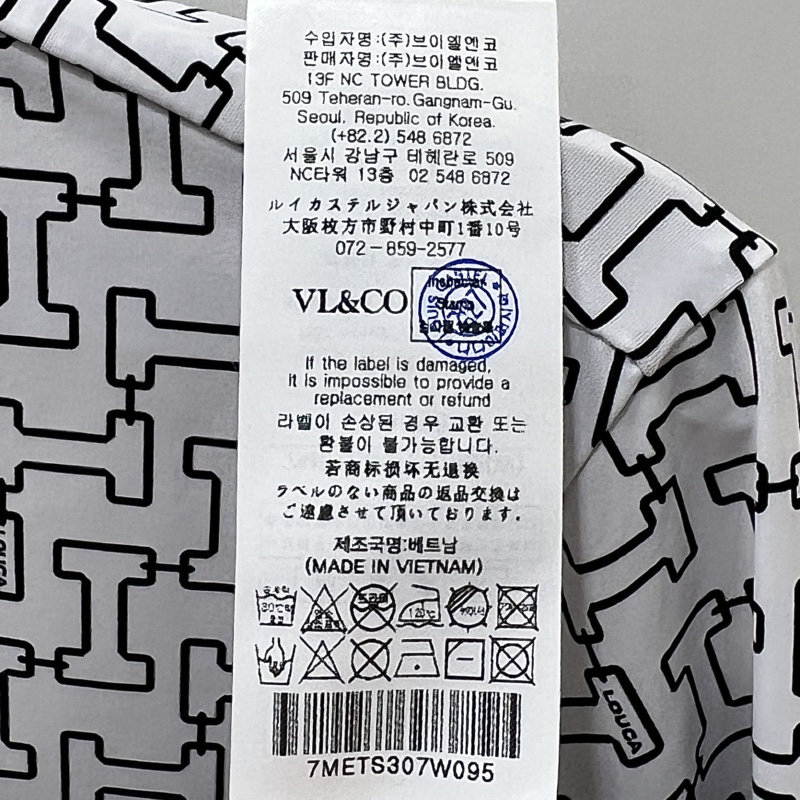 수입자명:(주)브이엘엔코
판매자명:(주)브이엘엔코
13F NC TOWER BLDG.
509 Teheran-ro. Gangnam-Gu.
Seoul, Republic of Korea.
(+82.2) 548 6872
서울시 강남구 테헤란로 509
NC타워 13층 02 548 6872
ルイカステルジャパン株式会社
大阪枚方市野村中町1番10号
072-859-2577
VL&CO
If the label is damaged,
it is impossible to provide a
replacement or refund
라벨이 손상된 경우 교환 또는
환불이 불가능합니다.
若商标损坏无退换
ラベルのない商品の返品交換は
ご遠慮させて頂いております。
제조국명:베트남
(MADE IN VIETNAM)
30℃
120℃
7METS307W095
LOUCA